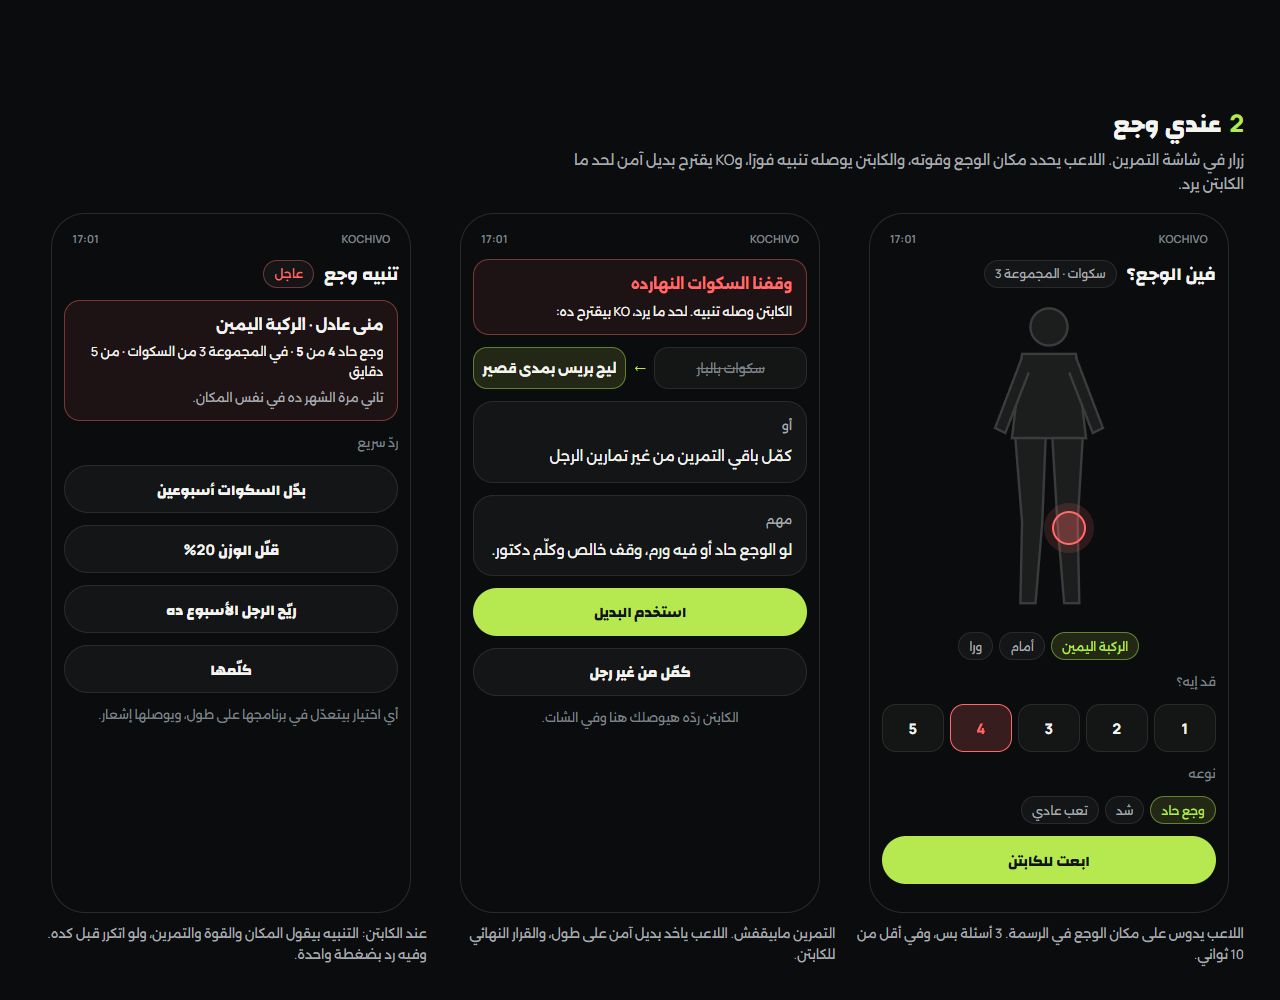 2 عندي وجع
زرار في شاشة التمرين. اللاعب يحدد مكان الوجع وقوته، والكابتن يوصله تنبيه فورًا، وKO يقترح بديل آمن لحد ما
الكابتن يرد.
KOCHIVO 17:01
فين الوجع؟ سكوات · المجموعة 3
الركبة اليمين أمام ورا
قد إيه؟
1 2 3 4 5
نوعه
وجع حاد شد تعب عادي
ابعت للكابتن
اللاعب يدوس على مكان الوجع في الرسمة. 3 أسئلة بس، وفي أقل من
10 ثواني.
KOCHIVO 17:01
وقفنا السكوات النهارده
الكابتن وصله تنبيه. لحد ما يرد، KO بيقترح ده:
سكوات بالبار ← ليج بريس بمدى قصير
أو
كمّل باقي التمرين من غير تمارين الرجل
مهم
لو الوجع حاد أو فيه ورم، وقف خالص وكلّم دكتور.
استخدم البديل
كمّل من غير رجل
الكابتن ردّه هيوصلك هنا وفي الشات.
التمرين مابيقفش. اللاعب ياخد بديل آمن على طول، والقرار النهائي
للكابتن.
KOCHIVO 17:01
تنبيه وجع عاجل
منى عادل · الركبة اليمين
وجع حاد 4 من 5 · في المجموعة 3 من السكوات · من 5
دقايق
تاني مرة الشهر ده في نفس المكان.
ردّ سريع
بدّل السكوات أسبوعين
قلّل الوزن 20%
ريّح الرجل الأسبوع ده
كلّمها
أي اختيار بيتعدّل في برنامجها على طول، ويوصلها إشعار.
عند الكابتن: التنبيه بيقول المكان والقوة والتمرين، ولو اتكرر قبل كده.
وفيه رد بضغطة واحدة.